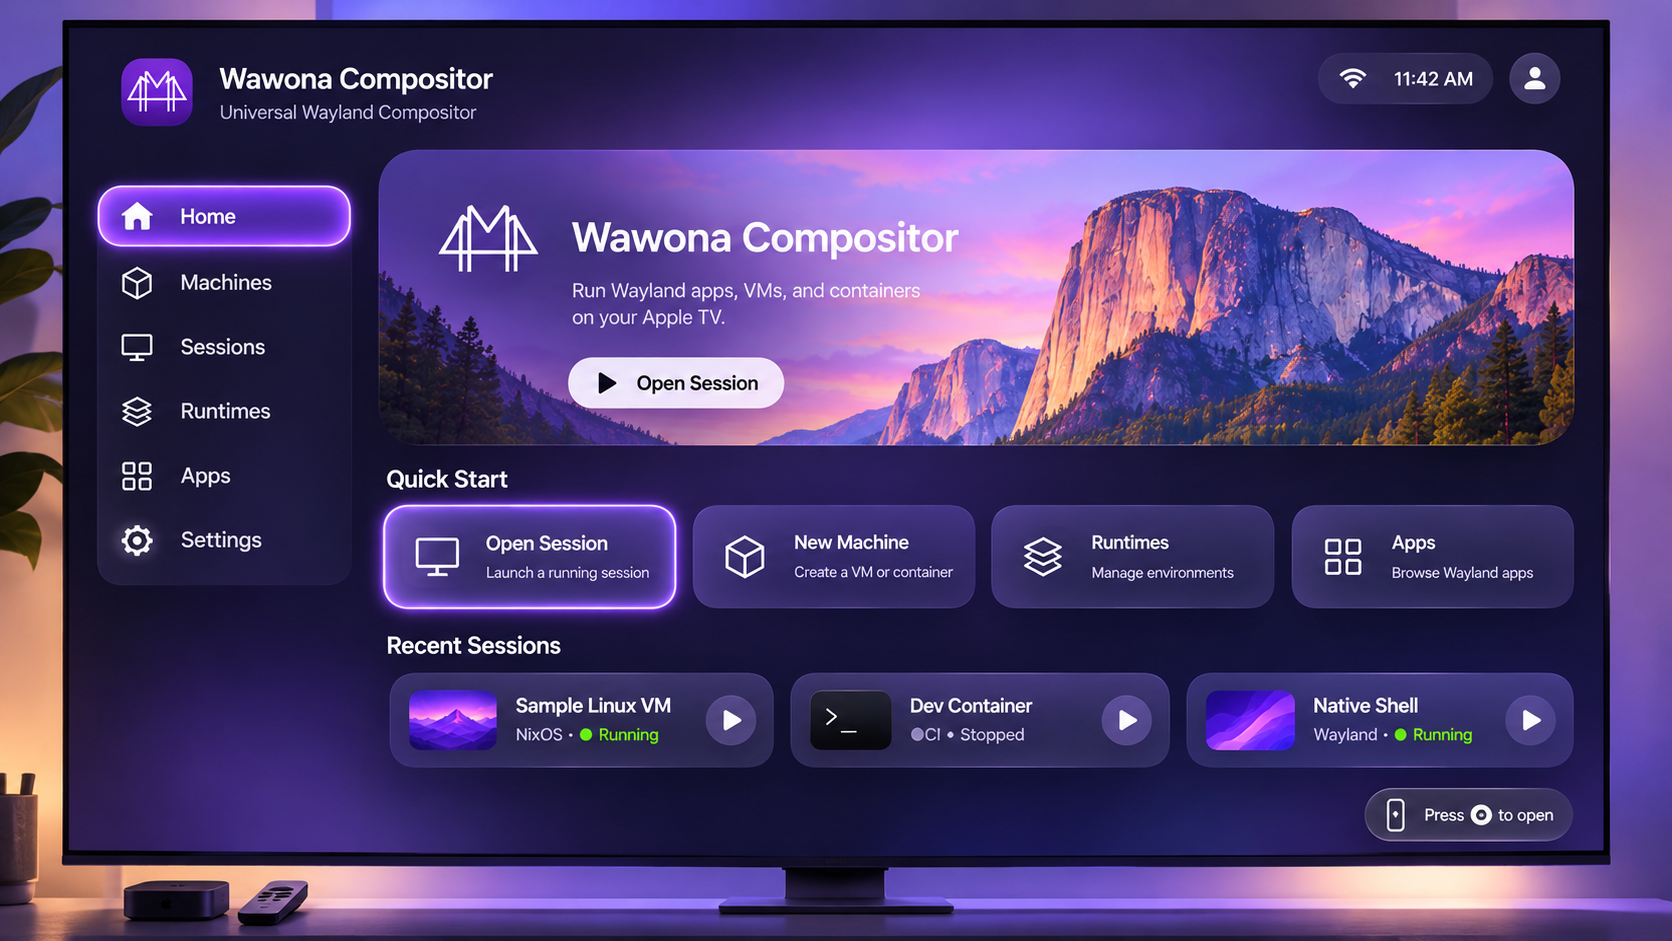 Wawona Compositor
Universal Wayland Compositor
11:42 AM
Home
Machines
Sessions
Runtimes
Apps
Settings
Wawona Compositor
Run Wayland apps, VMs, and containers
on your Apple TV.
Open Session
Quick Start
Open Session
Launch a running session
New Machine
Create a VM or container
Runtimes
Manage environments
Apps
Browse Wayland apps
Recent Sessions
Sample Linux VM
NixOS • Running
>_
Dev Container
●CI • Stopped
Native Shell
Wayland • Running
Press to open